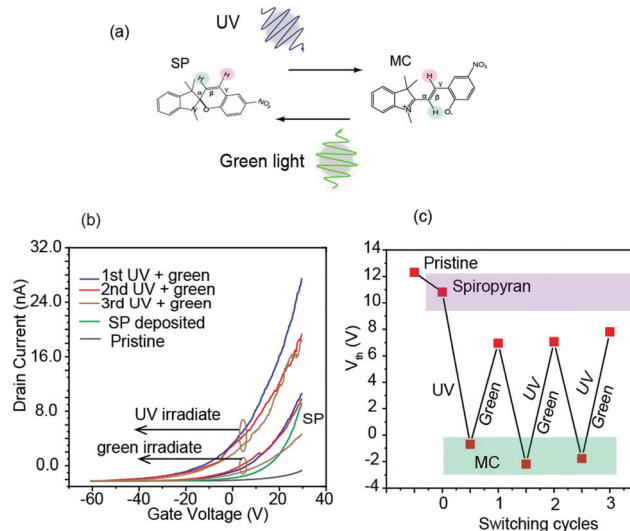 (a)
UV
SP
MC
H
H
α
β
γ
N
O
NO₂
H
γ
α
β
H
N
O
NO₂
Green light
(b)
32.0
24.0
16.0
8.0
0.0
Drain Current (nA)
1st UV + green
2nd UV + green
3rd UV + green
SP deposited
Pristine
UV irradiate
green irradiate
SP
-60
-40
-20
0
20
40
Gate Voltage (V)
(c)
14
12
10
8
6
4
2
0
-2
-4
Vth (V)
Pristine
Spiropyran
UV
Green
UV
Green
UV
Green
MC
0
1
2
3
Switching cycles